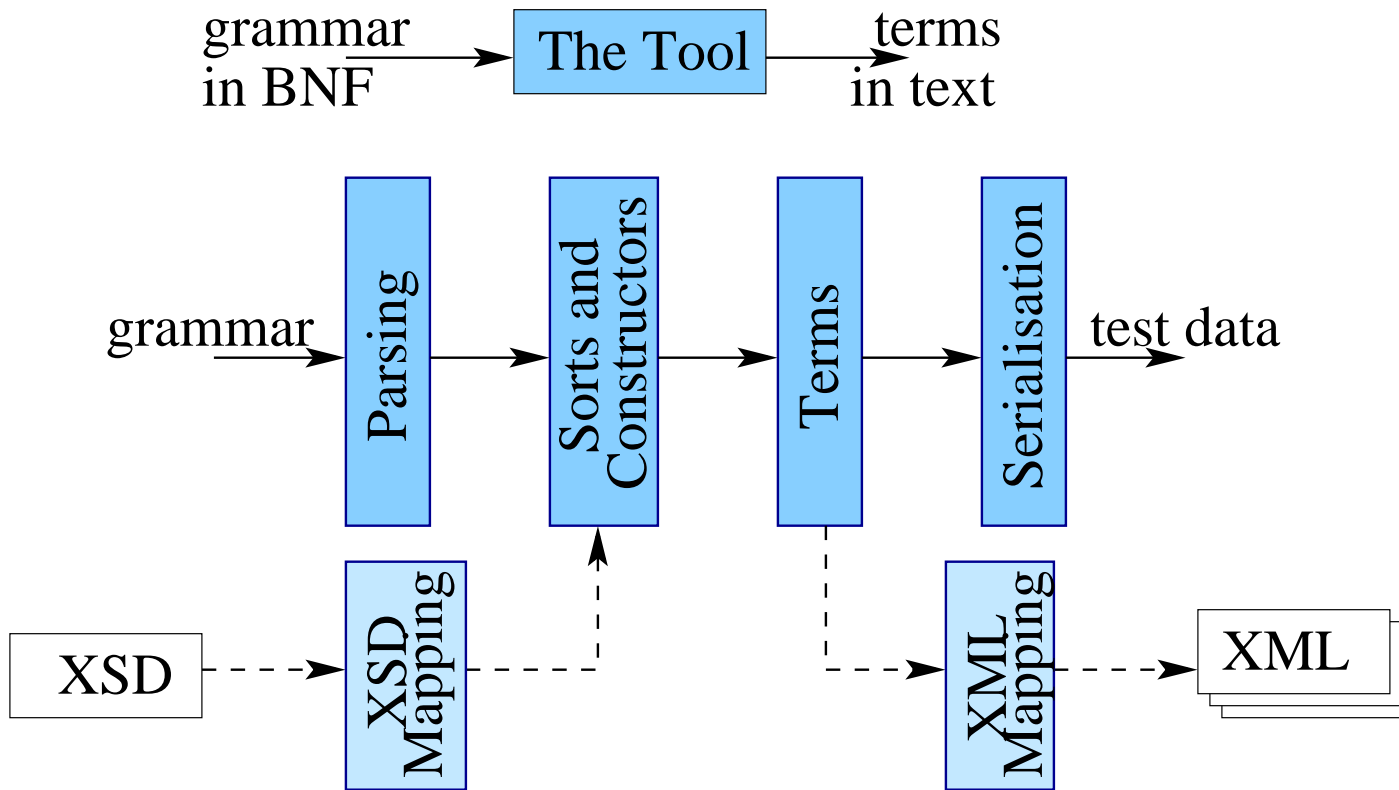 grammar
in BNF
The Tool
terms
in text
grammar
Parsing
Sorts and
Constructors
Terms
Serialisation
test data
XSD
XSD
Mapping
XML
Mapping
XML